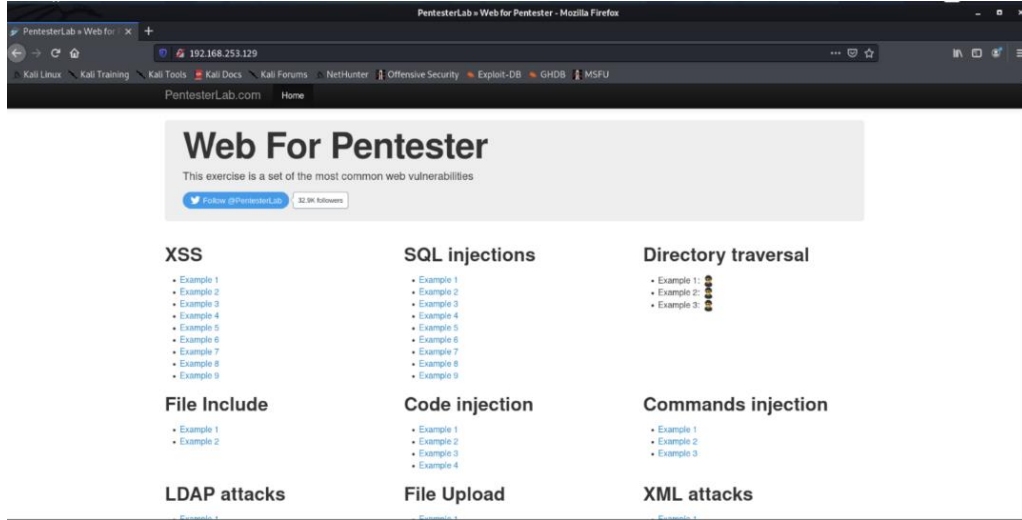 PentesterLab » Web for Pentester - Mozilla Firefox
PentesterLab » Web for
192.168.253.129
Kali Linux Kali Training Kali Tools Kali Docs Kali Forums NetHunter Offensive Security Exploit-DB GHDB MSFU
PentesterLab.com Home
Web For Pentester
This exercise is a set of the most common web vulnerabilities
Follow @PentesterLab 32.9K followers
XSS
• Example 1
• Example 2
• Example 3
• Example 4
• Example 5
• Example 6
• Example 7
• Example 8
• Example 9
SQL injections
• Example 1
• Example 2
• Example 3
• Example 4
• Example 5
• Example 6
• Example 7
• Example 8
• Example 9
Directory traversal
• Example 1:
• Example 2:
• Example 3:
File Include
• Example 1
• Example 2
Code injection
• Example 1
• Example 2
• Example 3
• Example 4
Commands injection
• Example 1
• Example 2
• Example 3
LDAP attacks
• Example 1
File Upload
• Example 1
XML attacks
• Example 1